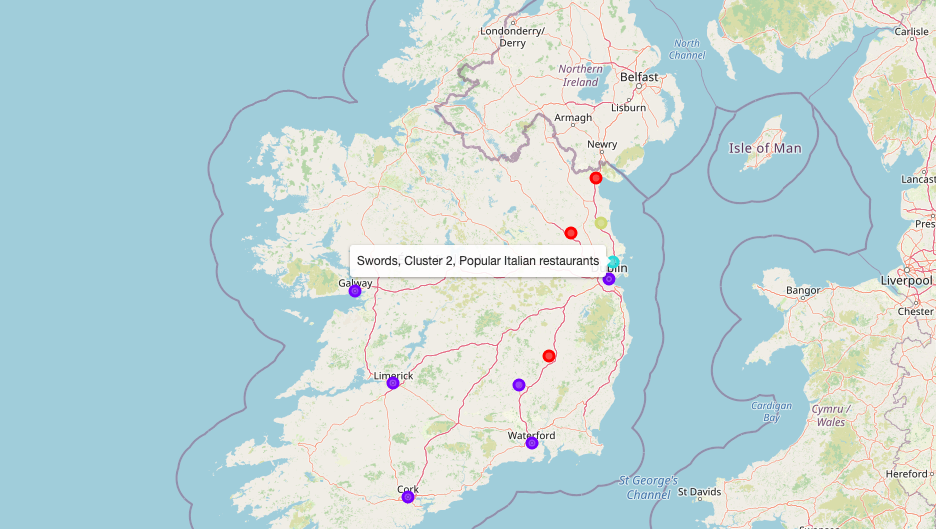 Londonderry/
Derry
North
Channel
Carlisle
Northern
Ireland
Belfast
Lisburn
Armagh
Newry
Isle of Man
Lancast
Pres
Swords, Cluster 2, Popular Italian restaurants
Galway
Liverpool
Bangor
Chester
Limerick
Cardigan
Bay
Cymru /
Wales
Waterford
Hereford
St George's
Channel
St Davids
Cork